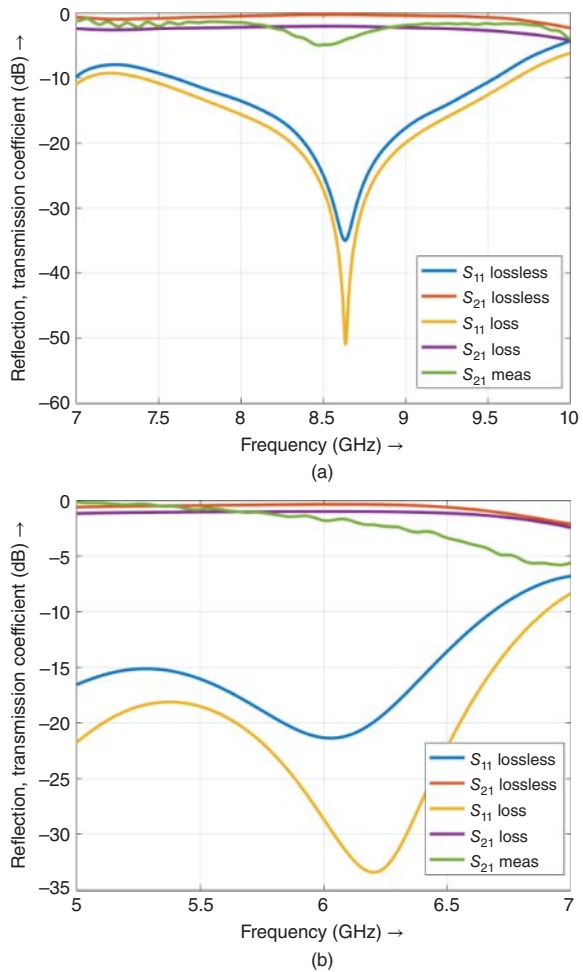 Reflection, transmission coefficient (dB) →
0
–10
–20
–30
–40
–50
–60
7
7.5
8
8.5
9
9.5
10
S11 lossless
S21 lossless
S11 loss
S21 loss
S21 meas
Frequency (GHz) →
(a)
Reflection, transmission coefficient (dB) →
0
–5
–10
–15
–20
–25
–30
–35
5
5.5
6
6.5
7
S11 lossless
S21 lossless
S11 loss
S21 loss
S21 meas
Frequency (GHz) →
(b)